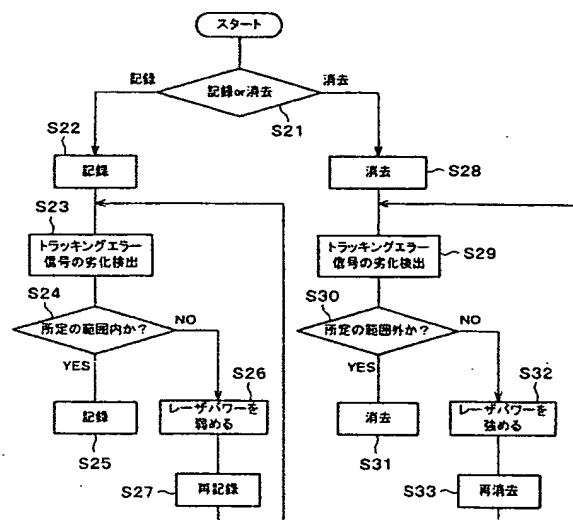 スタート
記録
消去
記録or消去
S21
S22
記録
消去
S28
S23
トラッキングエラー
信号の劣化検出
トラッキングエラー
信号の劣化検出
S29
S24
所定の範囲内か?
NO
YES
S30
所定の範囲外か?
NO
YES
S26
レーザパワーを
弱める
S32
レーザパワーを
強める
記録
S25
消去
S31
S27
再記録
S33
再消去